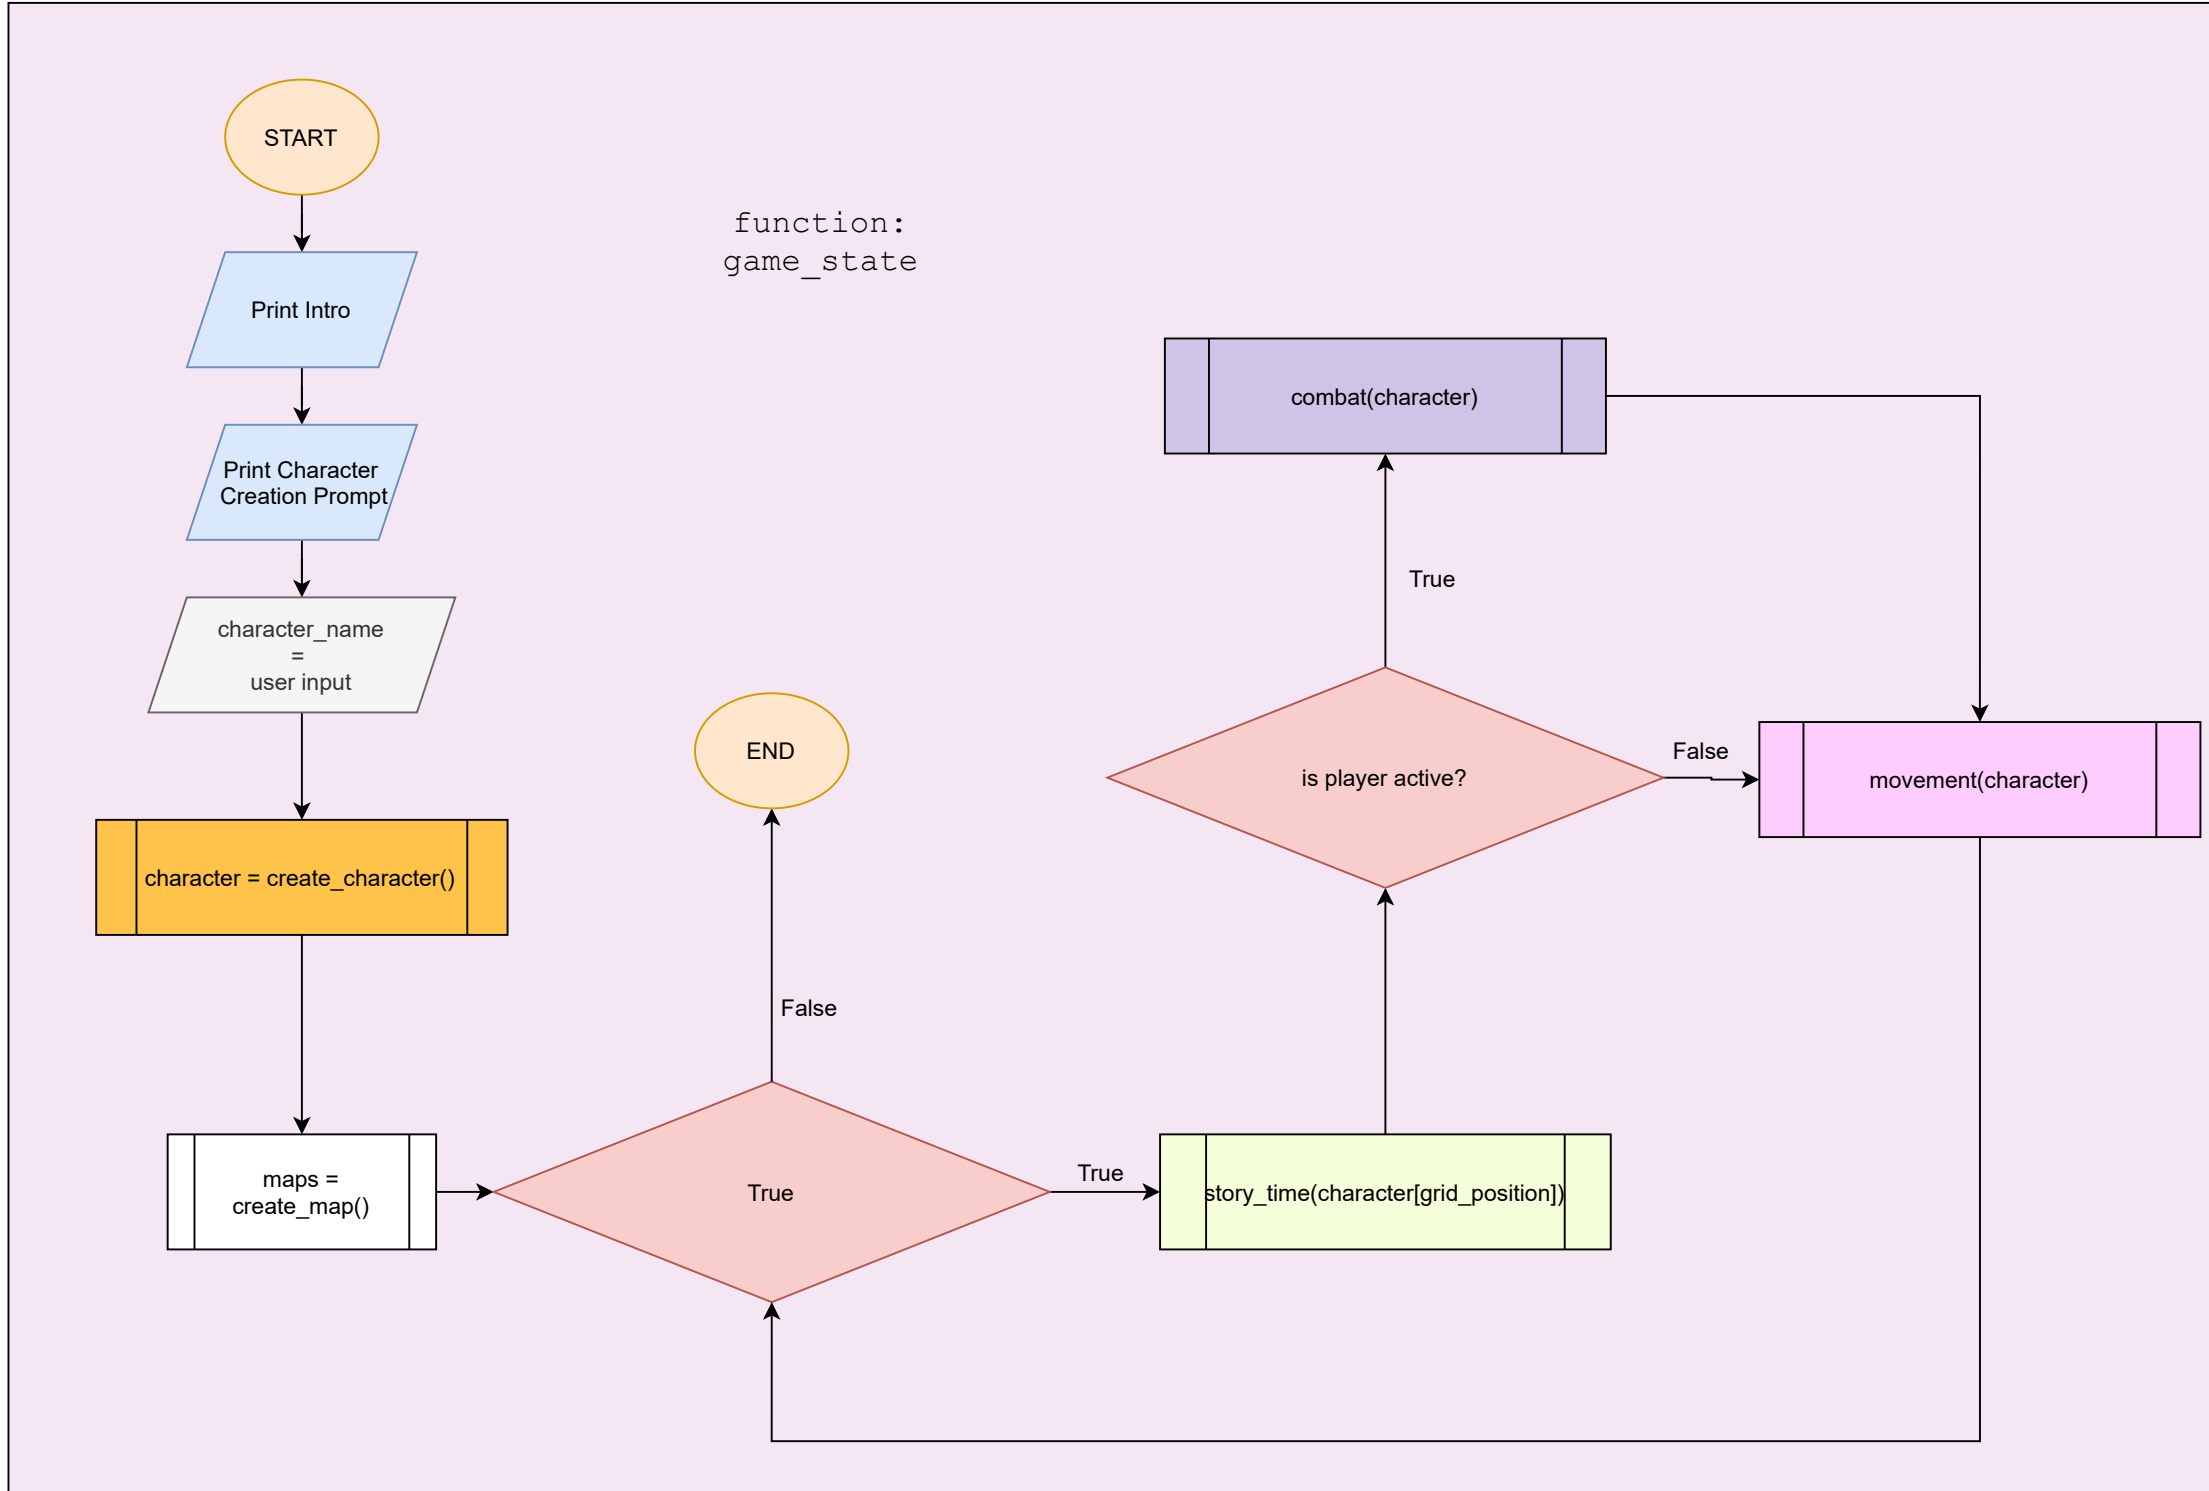 START
function:
game_state
Print Intro
Print Character
Creation Prompt
character_name
=
user input
character = create_character()
maps =
create_map()
True
False
END
True
story_time(character[grid_position])
is player active?
True
combat(character)
False
movement(character)